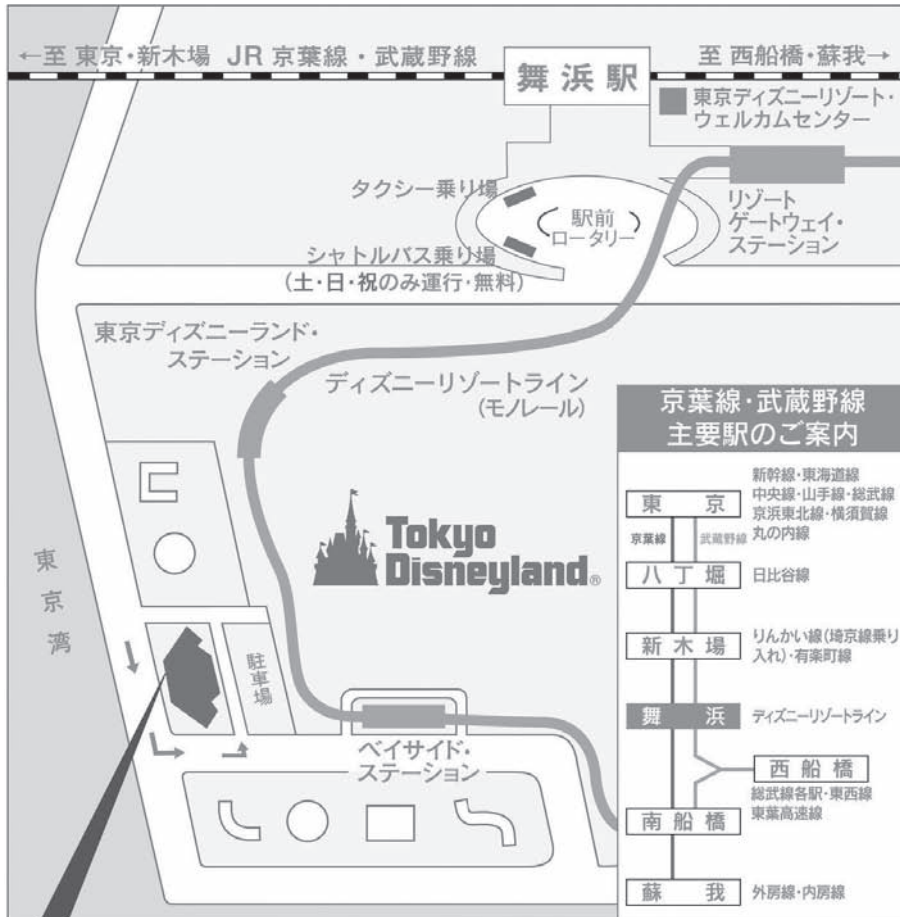 ←至 東京・新木場 JR 京葉線・武蔵野線
舞浜駅
至 西船橋・蘇我→
東京ディズニーリゾート・
ウェルカムセンター
タクシー乗り場
駅前
ロータリー
リゾート
ゲートウェイ・
ステーション
シャトルバス乗り場
(土・日・祝のみ運行・無料)
東京ディズニーランド・
ステーション
ディズニーリゾートライン
(モノレール)
Tokyo
Disneyland®
東京湾
駐車場
ベイサイド・
ステーション
京葉線・武蔵野線
主要駅のご案内
東京
新幹線・東海道線
中央線・山手線・総武線
京浜東北線・横須賀線
丸の内線
京葉線
武蔵野線
八丁堀
日比谷線
新木場
りんかい線(埼京線乗り
入れ)・有楽町線
舞浜
ディズニーリゾートライン
西船橋
総武線各駅・東西線
東葉高速線
南船橋
蘇我
外房線・内房線